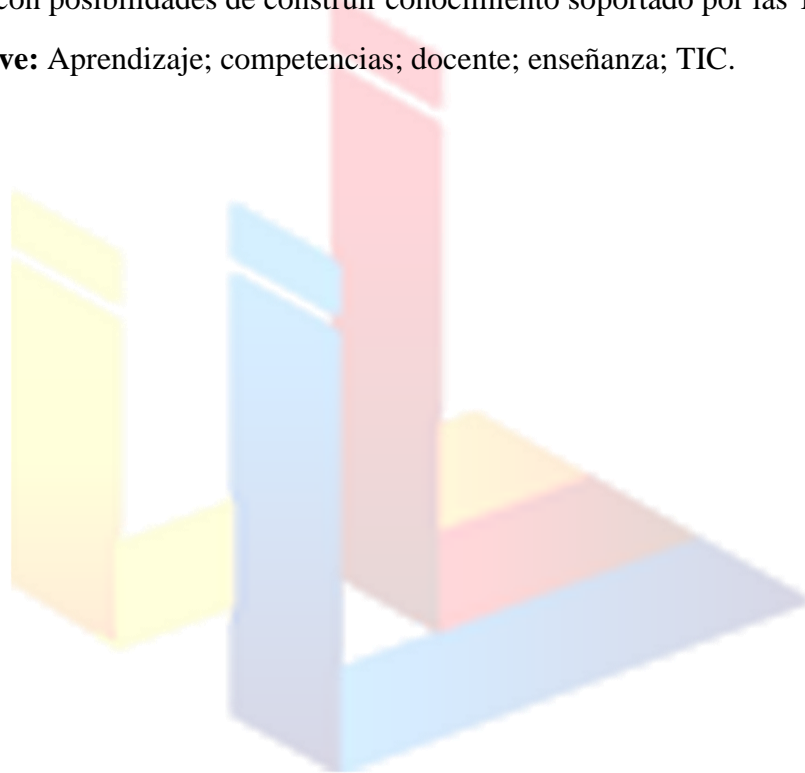 con posibilidades de construir conocimiento soportado por las
ve: Aprendizaje; competencias; docente; enseñanza; TIC.